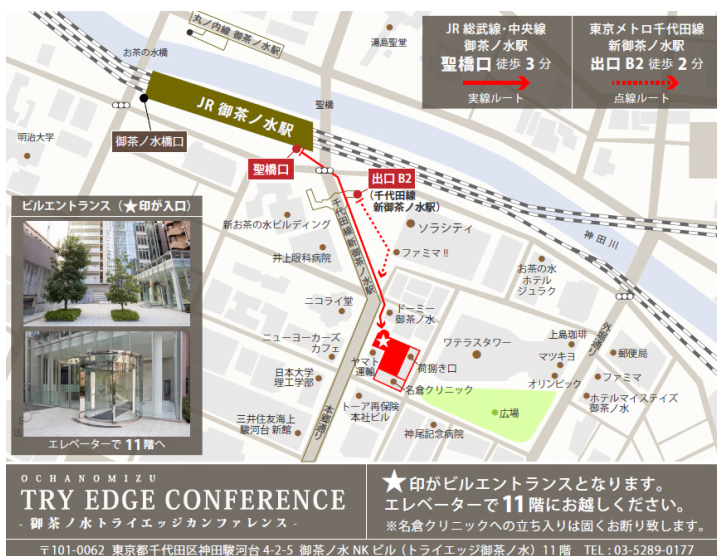 丸ノ内線 御茶ノ水駅
湯島聖堂
お茶の水橋
JR 総武線・中央線
御茶ノ水駅
聖橋口 徒歩 3 分
実線ルート
東京メトロ千代田線
新御茶ノ水駅
出口 B2 徒歩 2 分
点線ルート
聖橋
JR 御茶ノ水駅
明治大学
御茶ノ水橋口
聖橋口
出口 B2
(千代田線
新御茶ノ水駅)
ビルエントランス（★印が入口）
新お茶の水ビルディング
千代田線 新御茶ノ水駅
ソラシティ
神田川
井上眼科病院
ファミマ !!
お茶の水
ホテル
ジュラク
ニコライ堂
ドーミー
御茶ノ水
外堀通り
ニューヨーカーズ
カフェ
ワテラスタワー
上島珈琲
郵便局
ヤマト
運輸
荷捌き口
マツキヨ
日本大学
理工学部
名倉クリニック
オリンピック
ファミマ
トーア再保険
本社ビル
ホテルマイステイズ
御茶ノ水
広場
三井住友海上
駿河台 新館
本郷通り
神尾記念病院
エレベーターで 11階へ
OCHANOMIZU
TRY EDGE CONFERENCE
- 御茶ノ水トライエッジカンファレンス -
★印がビルエントランスとなります。
エレベーターで 11 階にお越しください。
※名倉クリニックへの立ち入りは固くお断り致します。
〒101-0062 東京都千代田区神田駿河台 4-2-5 御茶ノ水 NK ビル（トライエッジ御茶ノ水）11 階 TEL : 03-5289-0177